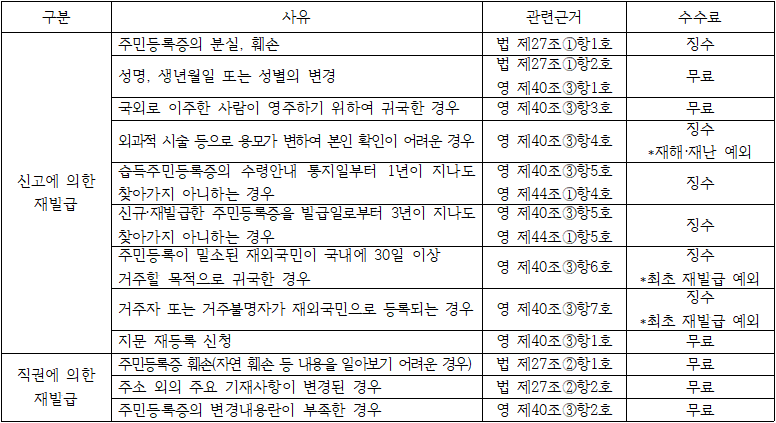 구분 사유 관련근거 수수료
신고에 의한
재발급
주민등록증의 분실, 훼손 법 제27조①항1호 징수
성명, 생년월일 또는 성별의 변경
법 제27조①항2호
영 제40조③항1호
무료
국외로 이주한 사람이 영주하기 위하여 귀국한 경우 영 제40조③항3호 무료
외과적 시술 등으로 용모가 변하여 본인 확인이 어려운 경우 영 제40조③항4호
징수
*재해·재난 예외
습득주민등록증의 수령안내 통지일부터 1년이 지나도
찾아가지 아니하는 경우
영 제40조③항5호
영 제44조①항4호
징수
신규·재발급한 주민등록증을 발급일로부터 3년이 지나도
찾아가지 아니하는 경우
영 제40조③항5호
영 제44조①항5호
징수
주민등록이 말소된 재외국민이 국내에 30일 이상
거주할 목적으로 귀국한 경우
영 제40조③항6호
징수
*최초 재발급 예외
거주자 또는 거주불명자가 재외국민으로 등록되는 경우 영 제40조③항7호
징수
*최초 재발급 예외
지문 재등록 신청 영 제40조③항1호 무료
직권에 의한
재발급
주민등록증 훼손(자연 훼손 등 내용을 알아보기 어려운 경우) 법 제27조②항1호 무료
주소 외의 주요 기재사항이 변경된 경우 법 제27조②항2호 무료
주민등록증의 변경내용란이 부족한 경우 영 제40조③항2호 무료